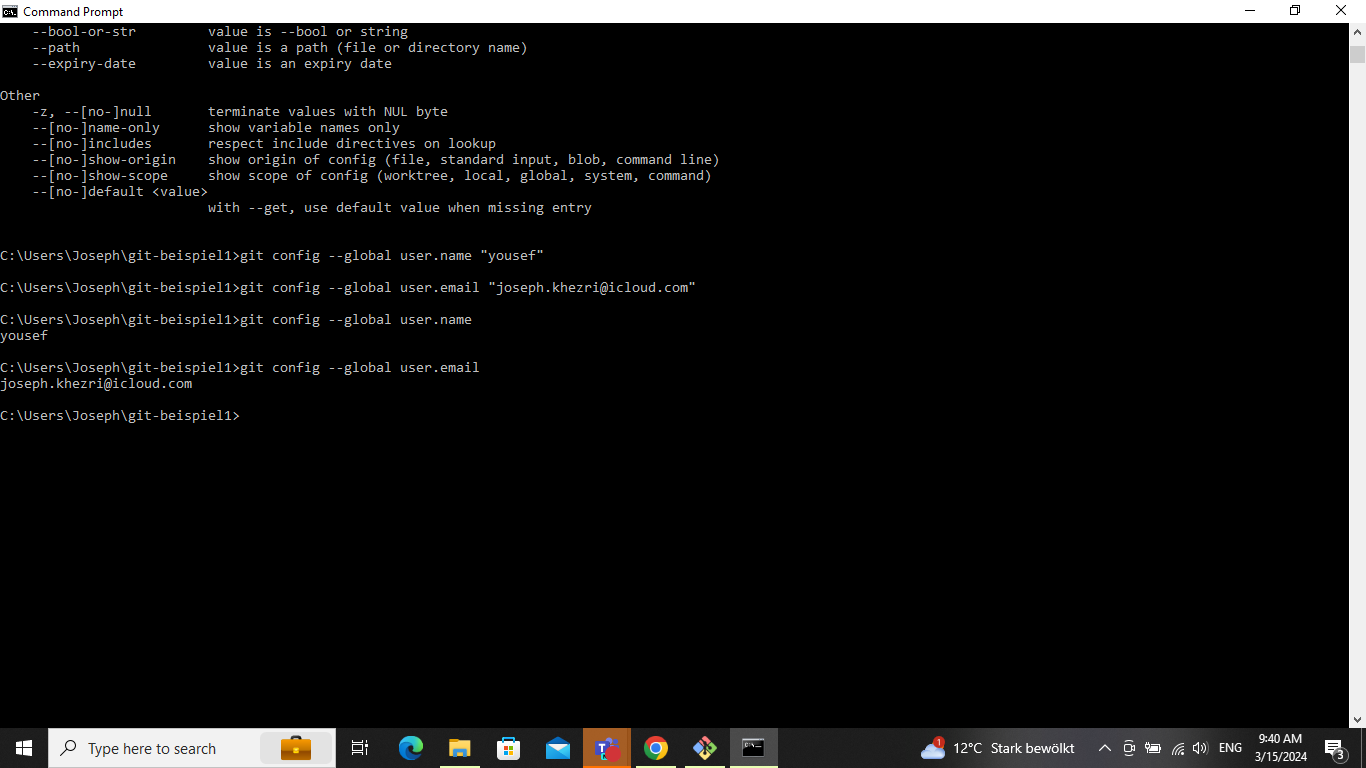 Command Prompt
--bool-or-str value is --bool or string
--path value is a path (file or directory name)
--expiry-date value is an expiry date
Other
-z, --[no-]null terminate values with NUL byte
--[no-]name-only show variable names only
--[no-]includes respect include directives on lookup
--[no-]show-origin show origin of config (file, standard input, blob, command line)
--[no-]show-scope show scope of config (worktree, local, global, system, command)
--[no-]default <value>
with --get, use default value when missing entry
C:\Users\Joseph\git-beispiel1>git config --global user.name "yousef"
C:\Users\Joseph\git-beispiel1>git config --global user.email "joseph.khezri@icloud.com"
C:\Users\Joseph\git-beispiel1>git config --global user.name
yousef
C:\Users\Joseph\git-beispiel1>git config --global user.email
joseph.khezri@icloud.com
C:\Users\Joseph\git-beispiel1>
Type here to search
1
12°C Stark bewölkt
ENG
9:40 AM
3/15/2024
3